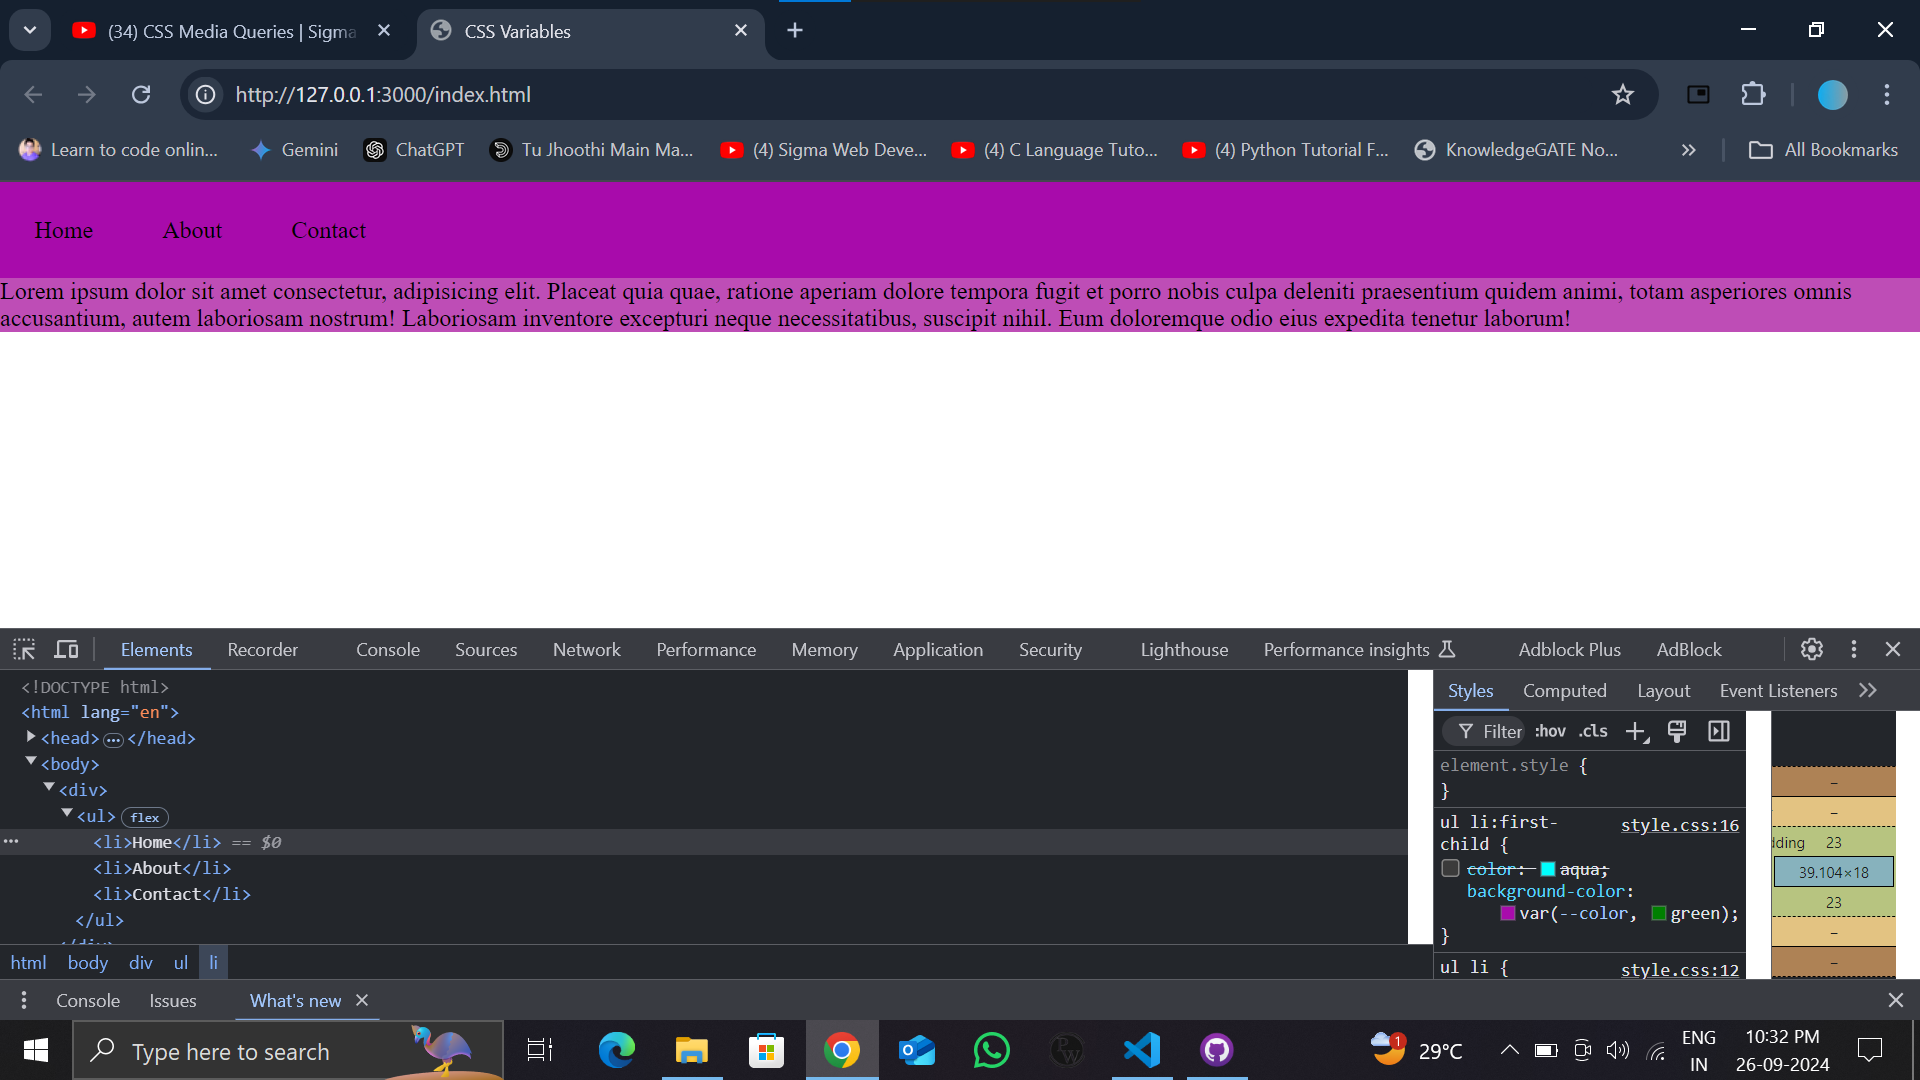 (34) CSS Media Queries | Sigma
CSS Variables
http://127.0.0.1:3000/index.html
Learn to code onlin...
Gemini
ChatGPT
Tu Jhoothi Main Ma...
(4) Sigma Web Deve...
(4) C Language Tuto...
(4) Python Tutorial F...
KnowledgeGATE No...
All Bookmarks
Home About Contact
Lorem ipsum dolor sit amet consectetur, adipisicing elit. Placeat quia quae, ratione aperiam dolore tempora fugit et porro nobis culpa deleniti praesentium quidem animi, totam asperiores omnis
accusantium, autem laboriosam nostrum! Laboriosam inventore excepturi neque necessitatibus, suscipit nihil. Eum doloremque odio eius expedita tenetur laborum!
Elements Recorder Console Sources Network Performance Memory Application Security Lighthouse Performance insights Adblock Plus AdBlock
<!DOCTYPE html>
<html lang="en">
<head> ... </head>
<body>
<div>
<ul> flex
<li>Home</li> == $0
<li>About</li>
<li>Contact</li>
</ul>
</div>
html body div ul li
Styles Computed Layout Event Listeners
Filter :hov .cls
element.style {
}
ul li:first-child { style.css:16
color: aqua;
background-color:
var(--color, green);
}
ul li { style.css:12
–
–
dding 23
39.104×18
23
–
–
Console Issues What's new
Type here to search
1
29°C
ENG
IN
10:32 PM
26-09-2024